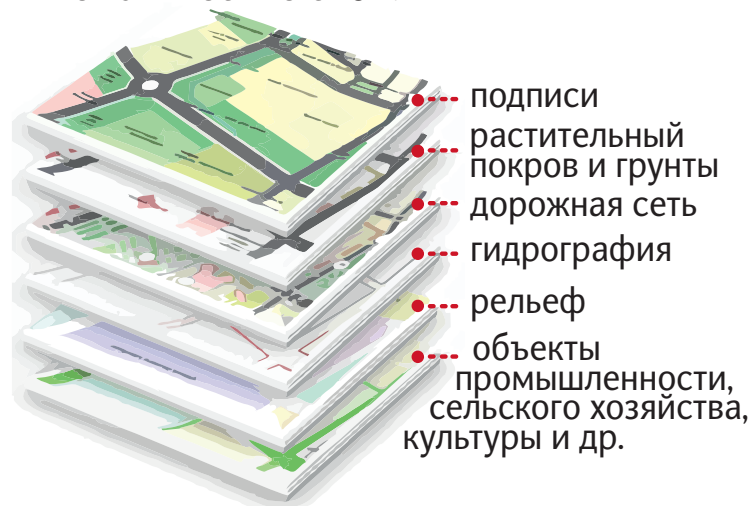 подписи
растительный
покров и грунты
дорожная сеть
гидрография
рельеф
объекты
промышленности,
сельского хозяйства,
культуры и др.